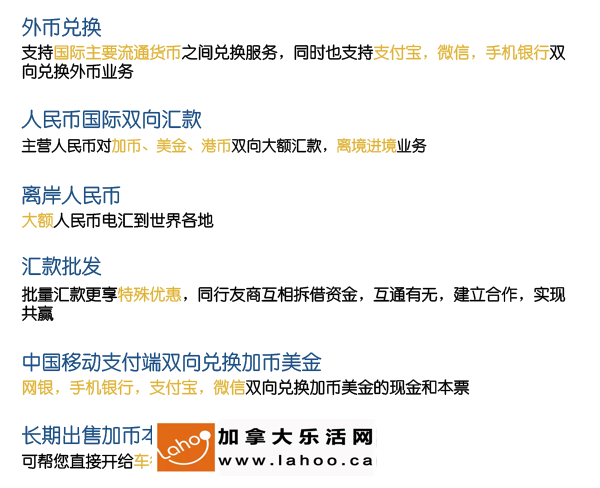 外币兑换
支持国际主要流通货币之间兑换服务，同时也支持支付宝，微信，手机银行双
向兑换外币业务
人民币国际双向汇款
主营人民币对加币、美金、港币双向大额汇款，离境进境业务
离岸人民币
大额人民币电汇到世界各地
汇款批发
批量汇款更享特殊优惠，同行友商互相拆借资金，互通有无，建立合作，实现
共赢
中国移动支付端双向兑换加币美金
网银，手机银行，支付宝，微信双向兑换加币美金的现金和本票
长期出售加币
可帮您直接开给车
Lahoo
加拿大乐活网
www.lahoo.ca